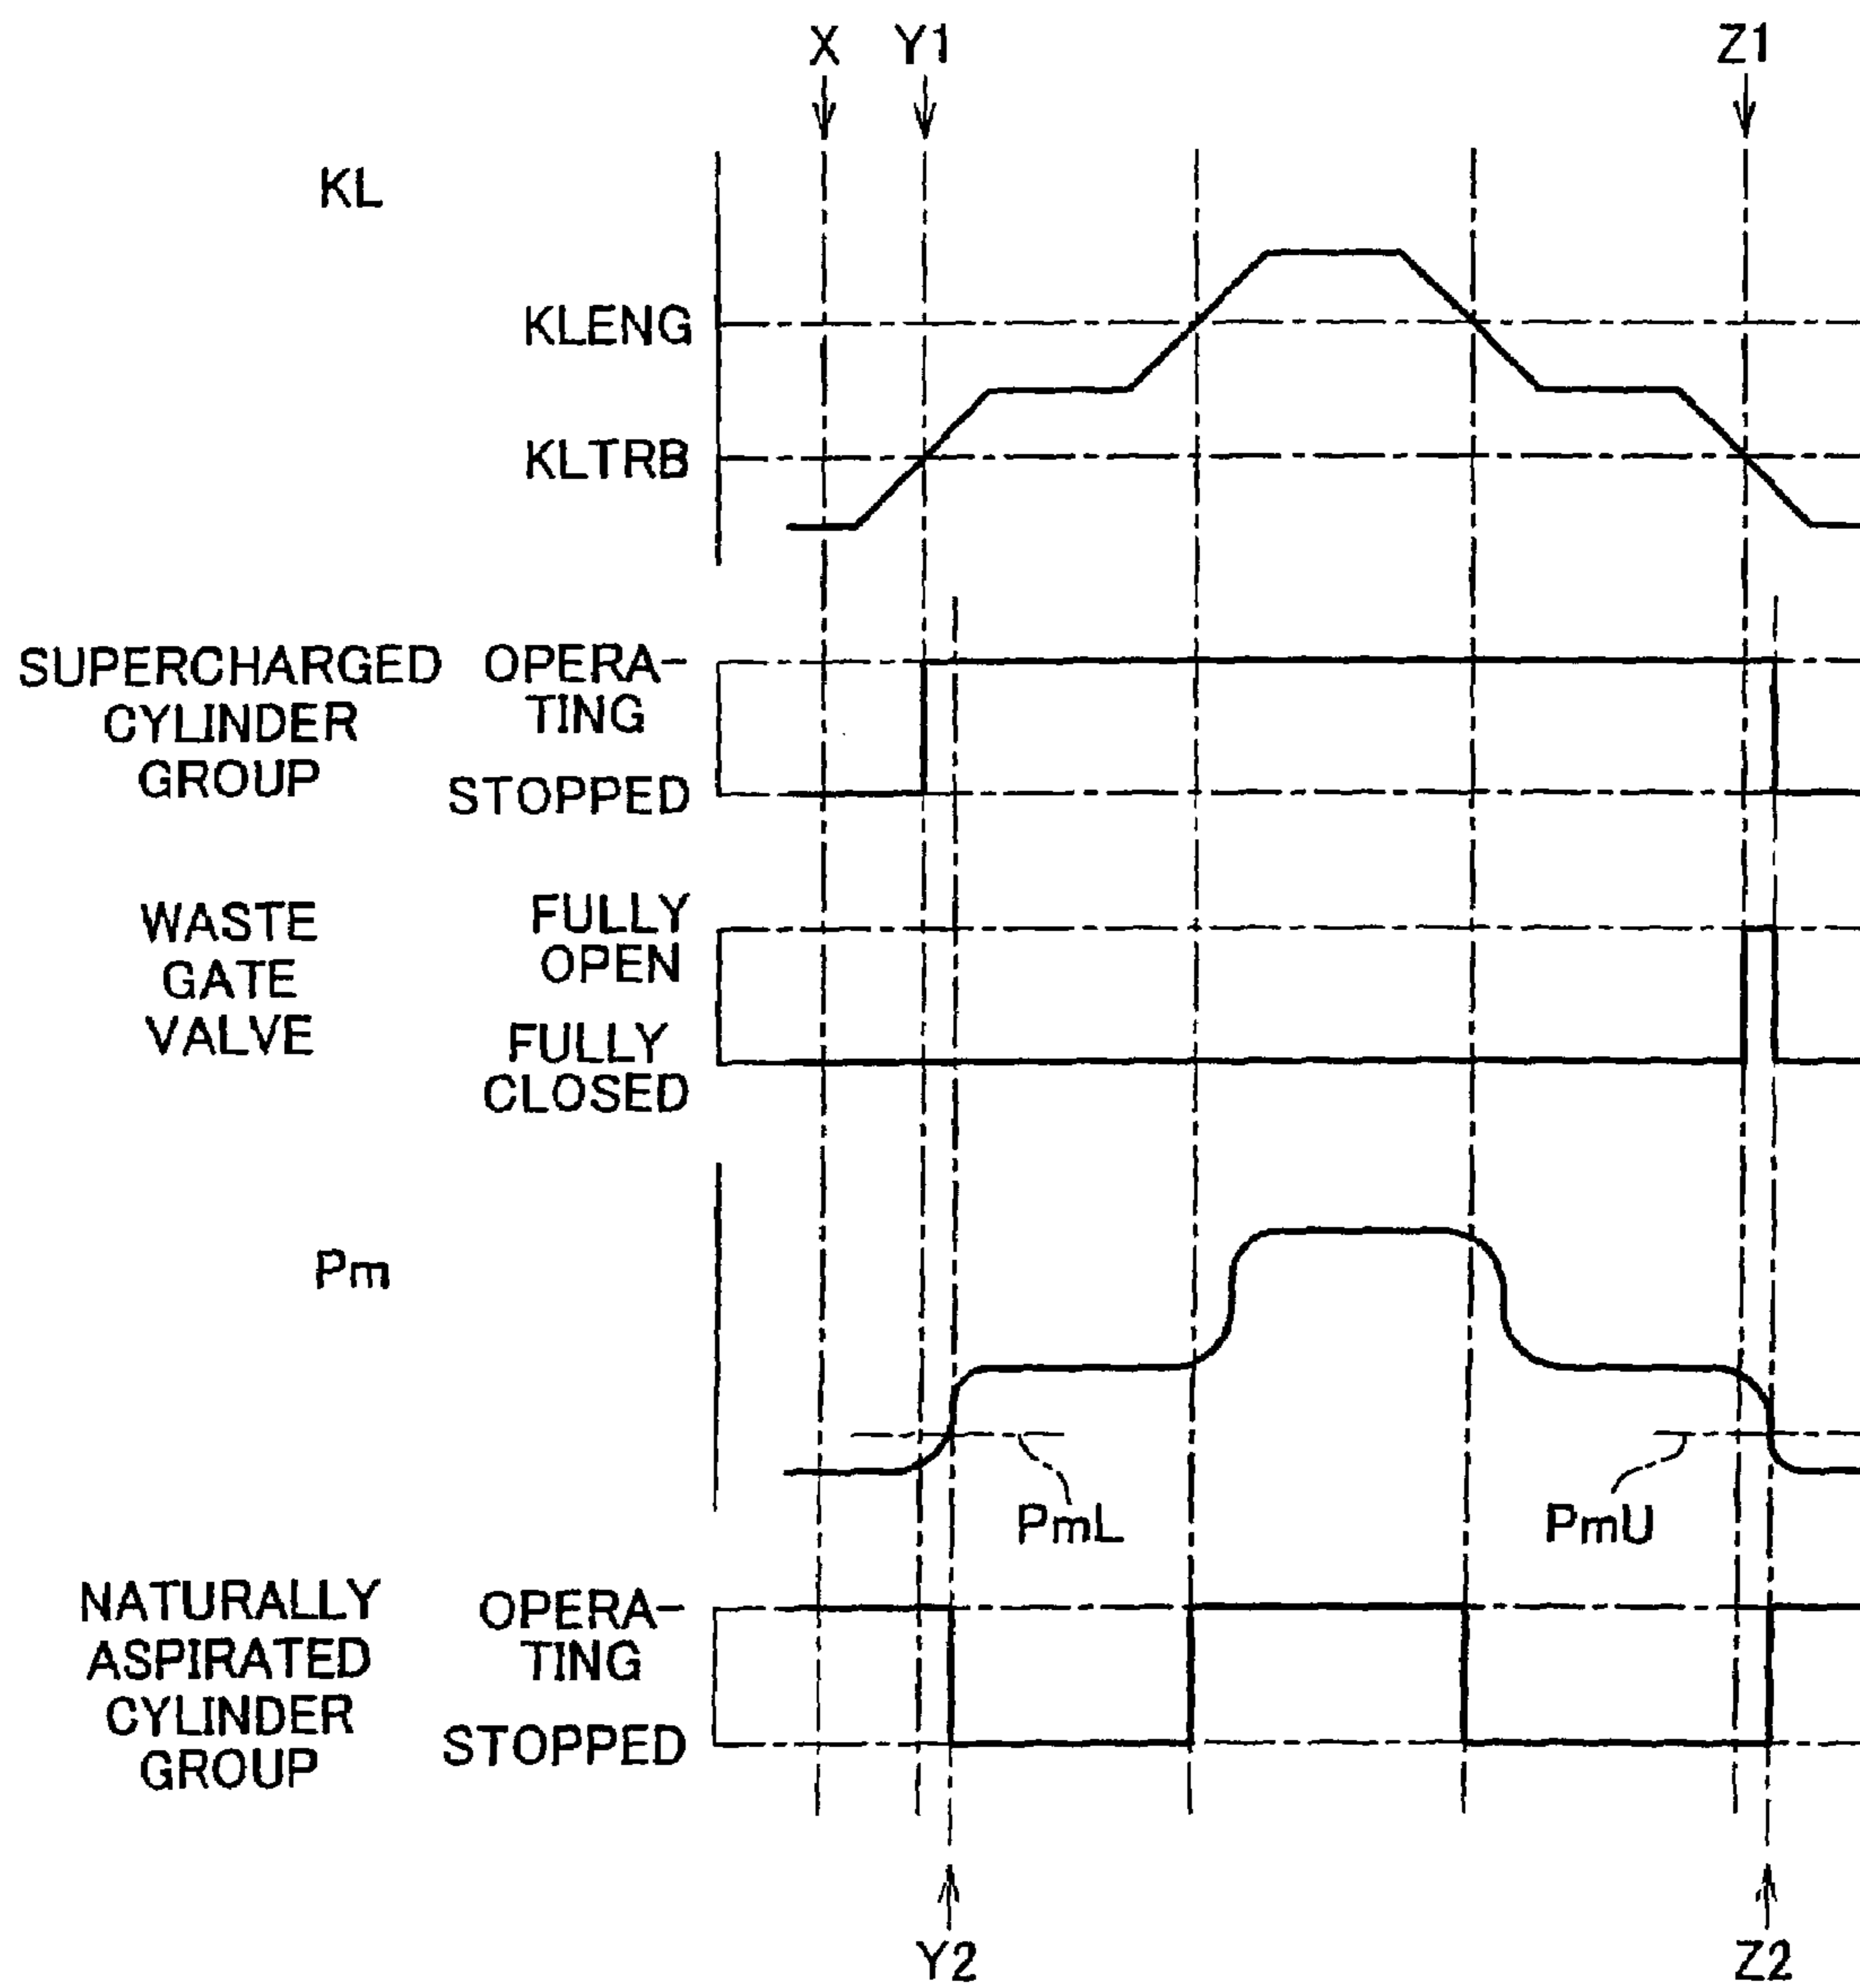 X Y1 Z1
KL
KLENG
KLTRB
SUPERCHARGED
CYLINDER
GROUP
OPERA-
TING
STOPPED
WASTE
GATE
VALVE
FULLY
OPEN
FULLY
CLOSED
Pm
PmL PmU
NATURALLY
ASPIRATED
CYLINDER
GROUP
OPERA-
TING
STOPPED
Y2 Z2